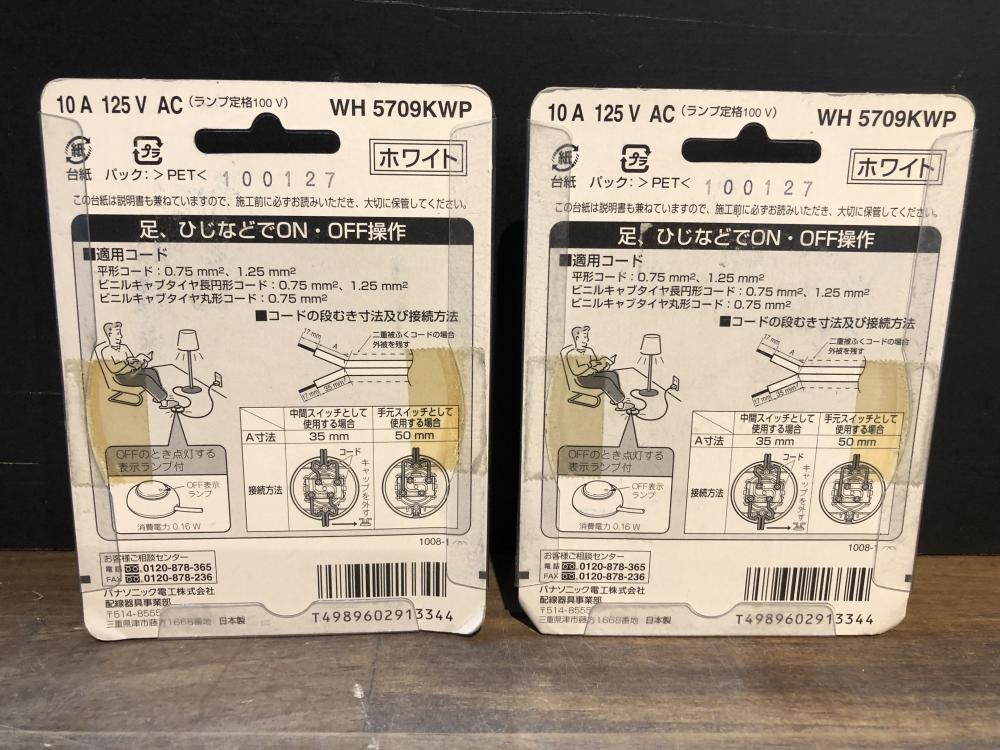 10 A 125 V AC (ランプ定格100 V) WH 5709KWP
紙 プラ ホワイト
台紙 パック:>PET< 100127
この台紙は説明書も兼ねていますので、施工前に必ずお読みいただき、大切に保管してください。
足、ひじなどでON・OFF操作
■適用コード
平形コード:0.75 mm²、1.25 mm²
ビニルキャブタイヤ長円形コード:0.75 mm²、1.25 mm²
ビニルキャブタイヤ丸形コード:0.75 mm²
■コードの段むき寸法及び接続方法
17 mm A 二重被ふくコードの場合
外被を残す
17 mm 35 mm
中間スイッチとして
使用する場合
手元スイッチとして
使用する場合
A寸法 35 mm 50 mm
OFFのとき点灯する
表示ランプ付
OFF表示
ランプ
消費電力 0.16 W
コード
接続方法
キャップを外す
1008-1
お客様ご相談センター
電話 0120-878-365
FAX 0120-878-236
パナソニック電工株式会社
配線器具事業部
〒514-8555
三重県津市藤方1668番地 日本製
T4989602913344
10 A 125 V AC (ランプ定格100 V) WH 5709KWP
紙 プラ ホワイト
台紙 パック:>PET< 100127
この台紙は説明書も兼ねていますので、施工前に必ずお読みいただき、大切に保管してください。
足、ひじなどでON・OFF操作
■適用コード
平形コード:0.75 mm²、1.25 mm²
ビニルキャブタイヤ長円形コード:0.75 mm²、1.25 mm²
ビニルキャブタイヤ丸形コード:0.75 mm²
■コードの段むき寸法及び接続方法
17 mm A 二重被ふくコードの場合
外被を残す
17 mm 35 mm
中間スイッチとして
使用する場合
手元スイッチとして
使用する場合
A寸法 35 mm 50 mm
OFFのとき点灯する
表示ランプ付
OFF表示
ランプ
消費電力 0.16 W
コード
接続方法
キャップを外す
1008-1
お客様ご相談センター
電話 0120-878-365
FAX 0120-878-236
パナソニック電工株式会社
配線器具事業部
〒514-8555
三重県津市藤方1668番地 日本製
T4989602913344